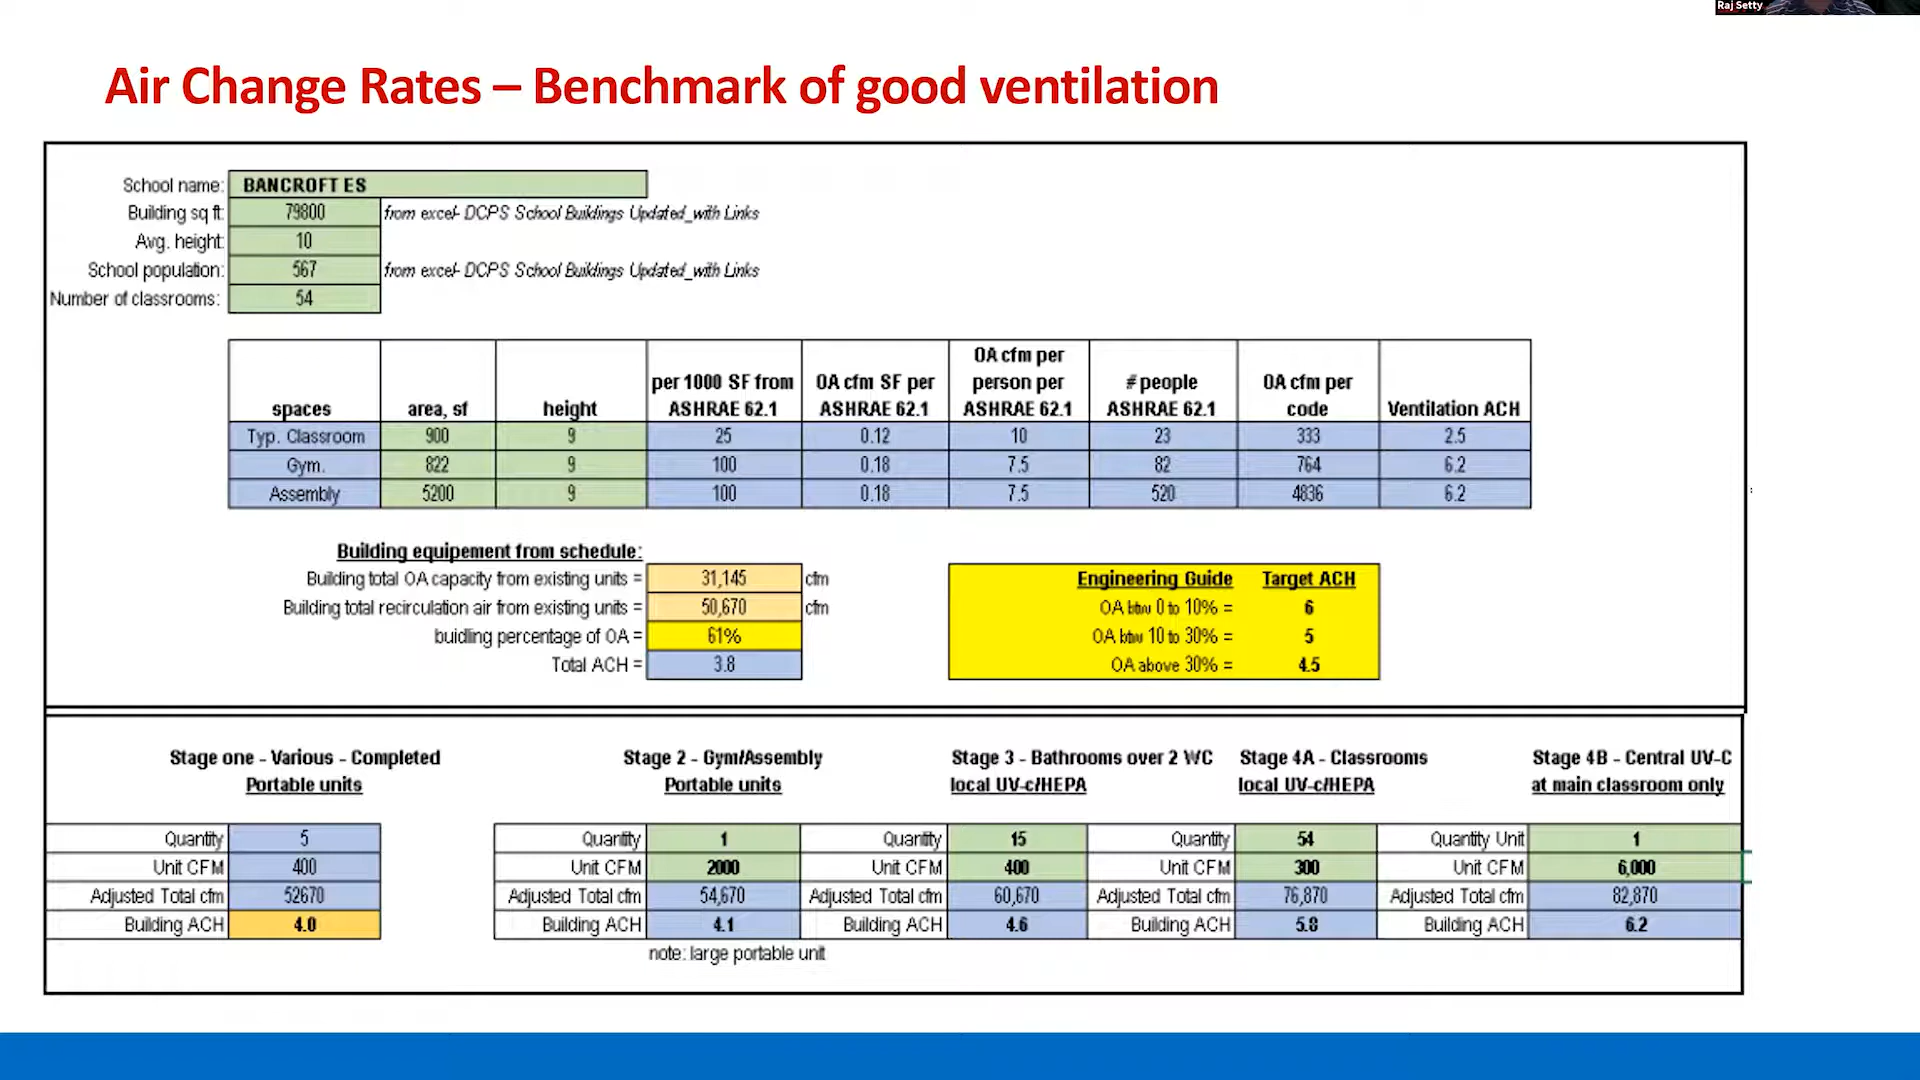 Raj Setty
Air Change Rates – Benchmark of good ventilation
School name: BANCROFT ES
Building sq ft: 79800 from excel- DCPS School Buildings Updated_with Links
Avg. height: 10
School population: 567 from excel- DCPS School Buildings Updated_with Links
Number of classrooms: 54
spaces area, sf height per 1000 SF from ASHRAE 62.1 OA cfm SF per ASHRAE 62.1 OA cfm per person per ASHRAE 62.1 # people ASHRAE 62.1 OA cfm per code Ventilation ACH
Typ. Classroom 900 9 25 0.12 10 23 333 2.5
Gym. 822 9 100 0.18 7.5 82 764 6.2
Assembly 5200 9 100 0.18 7.5 520 4836 6.2
Building equipement from schedule:
Building total OA capacity from existing units = 31,145 cfm
Building total recirculation air from existing units = 50,670 cfm
buidling percentage of OA = 61%
Total ACH = 3.8
Engineering Guide Target ACH
OA btw 0 to 10% = 6
OA btw 10 to 30% = 5
OA above 30% = 4.5
Stage one - Various - Completed
Portable units
Quantity 5
Unit CFM 400
Adjusted Total cfm 52670
Building ACH 4.0
Stage 2 - Gym/Assembly
Portable units
Quantity 1
Unit CFM 2000
Adjusted Total cfm 54,670
Building ACH 4.1
note: large portable unit
Stage 3 - Bathrooms over 2 WC
local UV-c/HEPA
Quantity 15
Unit CFM 400
Adjusted Total cfm 60,670
Building ACH 4.6
Stage 4A - Classrooms
local UV-c/HEPA
Quantity 54
Unit CFM 300
Adjusted Total cfm 76,870
Building ACH 5.8
Stage 4B - Central UV-C
at main classroom only
Quantity Unit 1
Unit CFM 6,000
Adjusted Total cfm 82,870
Building ACH 6.2